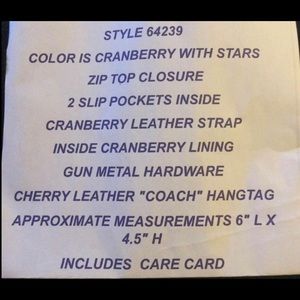 STYLE 64239
COLOR IS CRANBERRY WITH STARS
ZIP TOP CLOSURE
2 SLIP POCKETS INSIDE
CRANBERRY LEATHER STRAP
INSIDE CRANBERRY LINING
GUN METAL HARDWARE
CHERRY LEATHER "COACH" HANGTAG
APPROXIMATE MEASUREMENTS 6" L X
4.5" H
INCLUDES CARE CARD